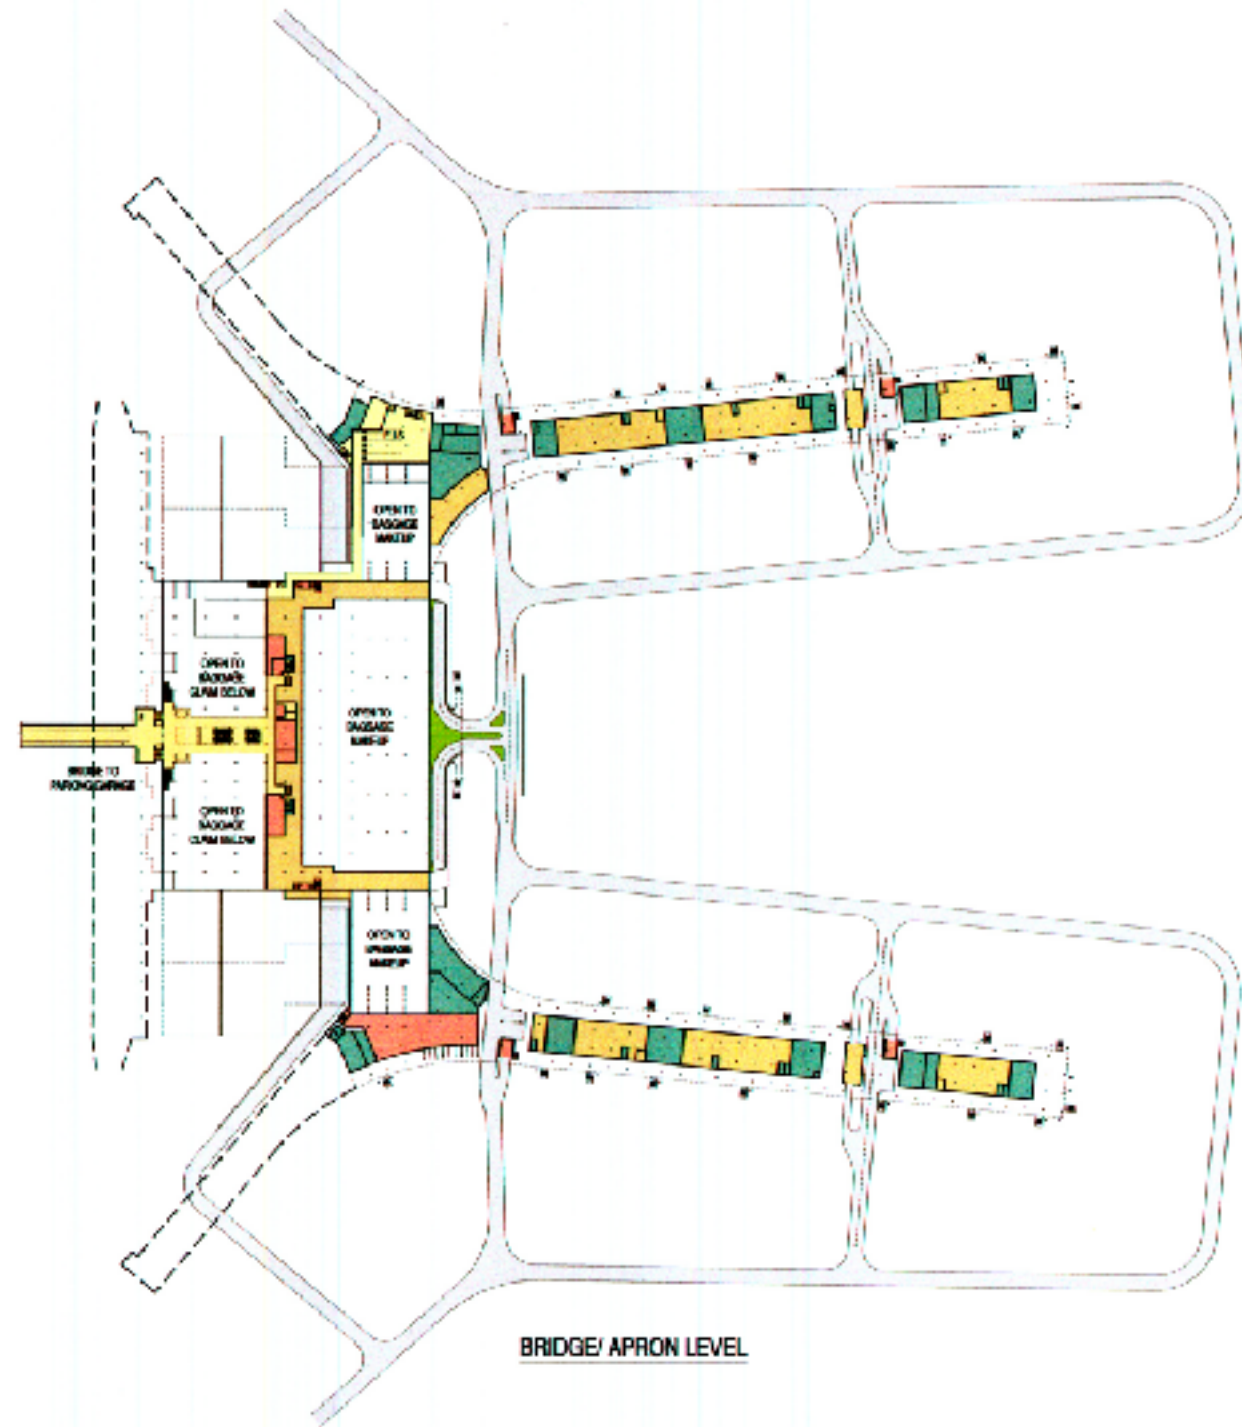 F.I.S
OPEN TO
BAGGAGE
MAKEUP
OPEN TO
BAGGAGE
CLAIM BELOW
OPEN TO
BAGGAGE
MAKEUP
BRIDGE TO
PARKING GARAGE
OPEN TO
BAGGAGE
CLAIM BELOW
OPEN TO
BAGGAGE
MAKEUP
BRIDGE/ APRON LEVEL